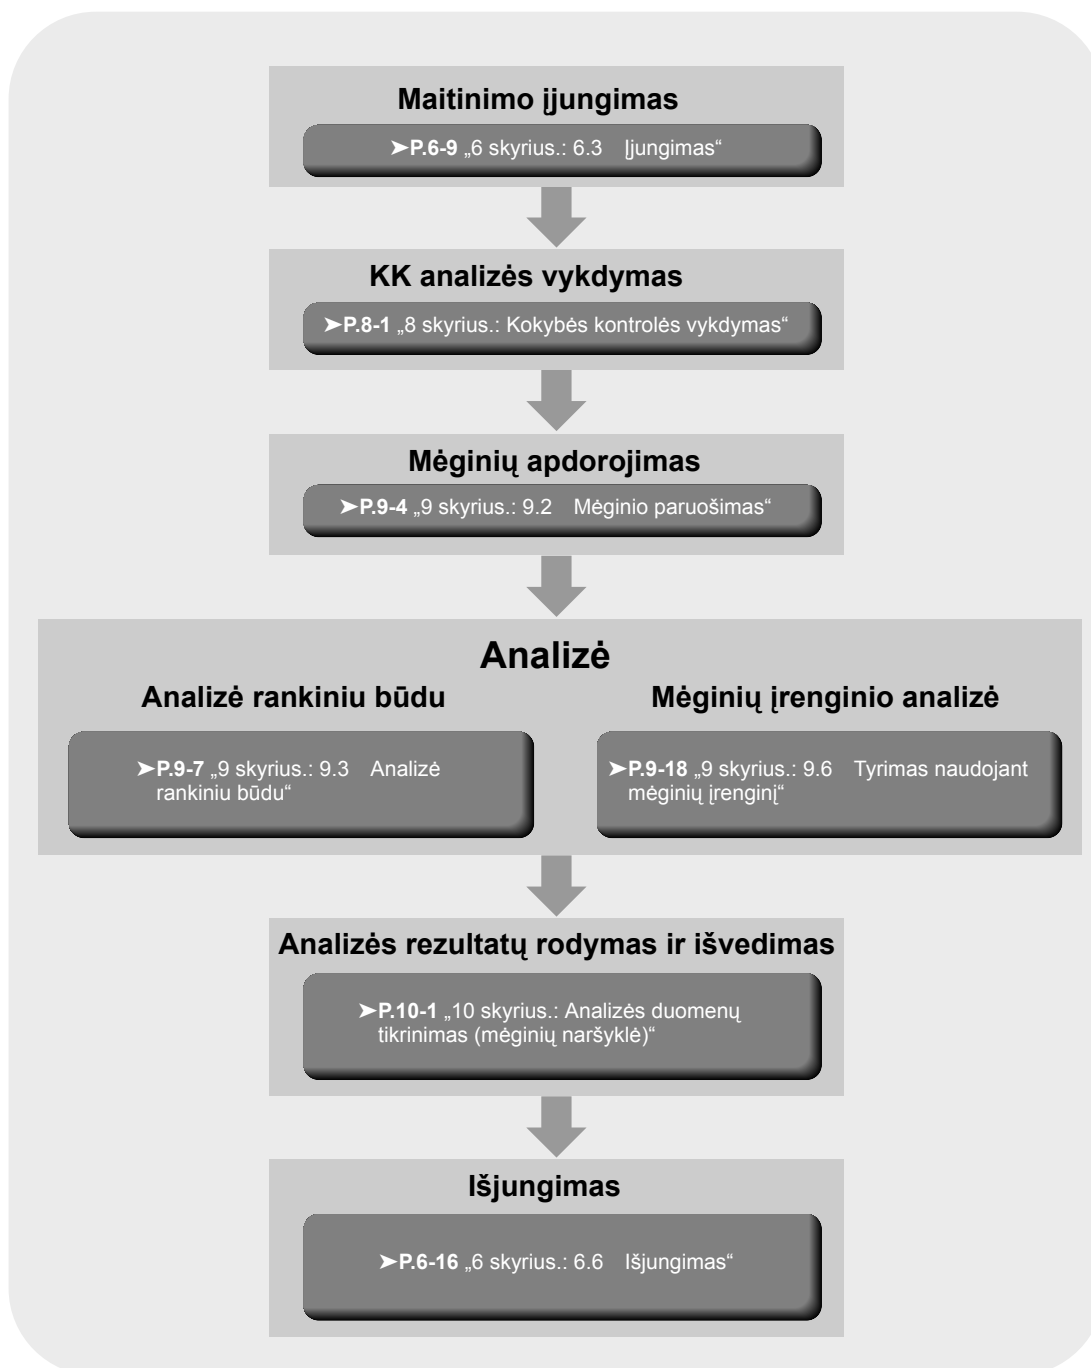 Maitinimo įjungimas
➤P.6-9 „6 skyrius.: 6.3 Įjungimas“
KK analizės vykdymas
➤P.8-1 „8 skyrius.: Kokybės kontrolės vykdymas“
Mėginių apdorojimas
➤P.9-4 „9 skyrius.: 9.2 Mėginio paruošimas“
Analizė
Analizė rankiniu būdu
➤P.9-7 „9 skyrius.: 9.3 Analizė
rankiniu būdu“
Mėginių įrenginio analizė
➤P.9-18 „9 skyrius.: 9.6 Tyrimas naudojant
mėginių įrenginį“
Analizės rezultatų rodymas ir išvedimas
➤P.10-1 „10 skyrius.: Analizės duomenų
tikrinimas (mėginių naršyklė)“
Išjungimas
➤P.6-16 „6 skyrius.: 6.6 Išjungimas“